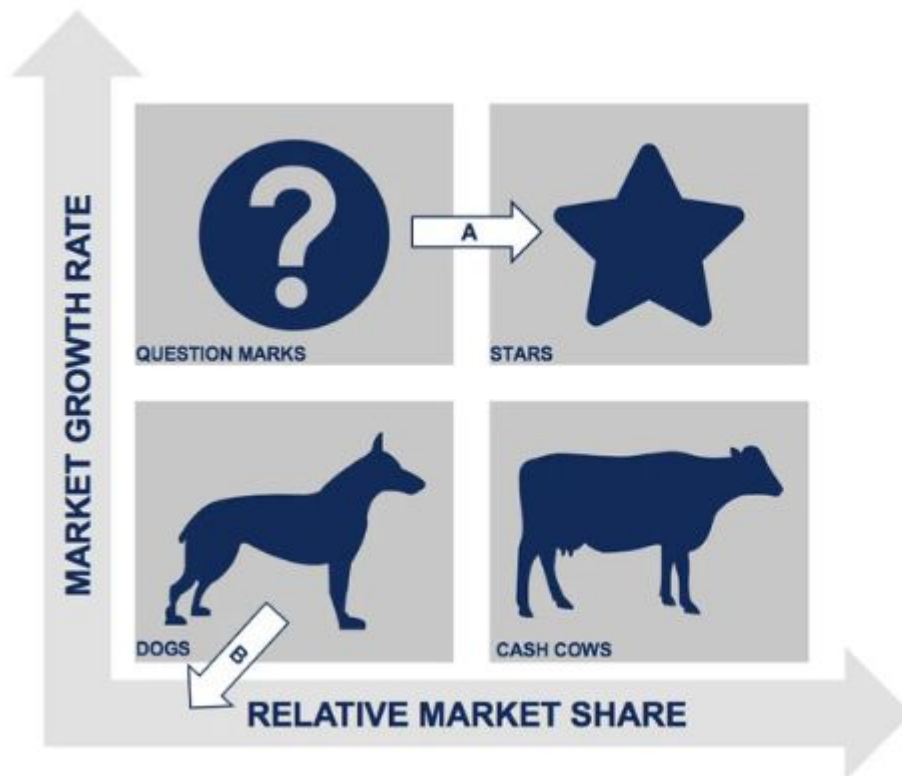 MARKET GROWTH RATE
?
A
QUESTION MARKS
STARS
B
DOGS
CASH COWS
RELATIVE MARKET SHARE